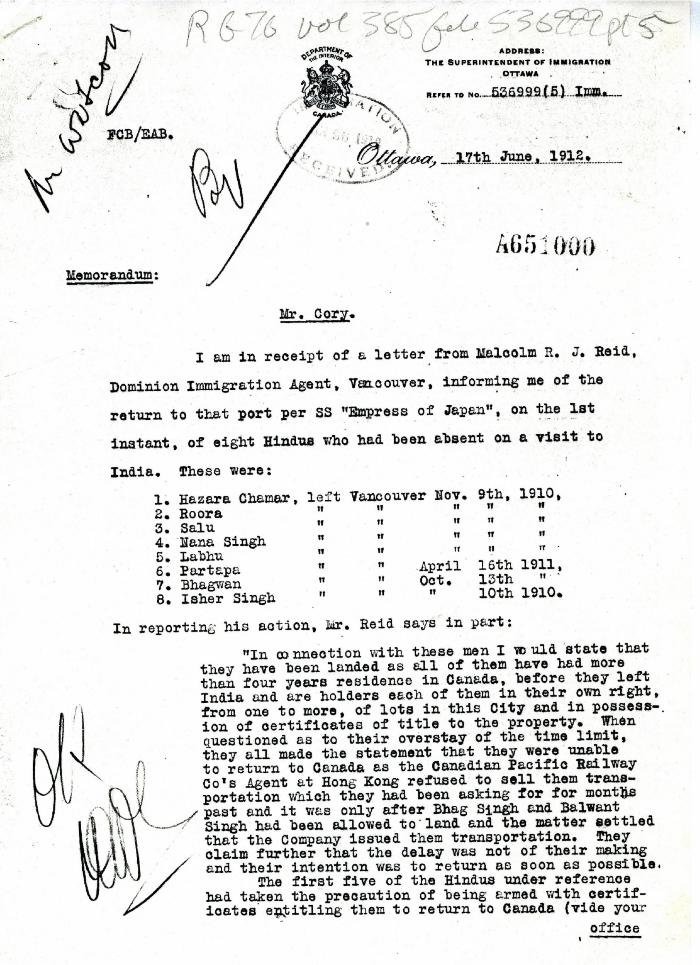 RG76 vol 385 file 536999 pt 5
DEPARTMENT OF
THE INTERIOR
CANADA.
ADDRESS:
THE SUPERINTENDENT OF IMMIGRATION
OTTAWA
REFER TO No. 536999(5) Imm.
FCB/EAB.
RECEIVED
Ottawa, 17th June, 1912.
A651000
Memorandum:
Mr. Cory.
I am in receipt of a letter from Malcolm R. J. Reid,
Dominion Immigration Agent, Vancouver, informing me of the
return to that port per SS "Empress of Japan", on the 1st
instant, of eight Hindus who had been absent on a visit to
India. These were:
1. Hazara Chamar, left Vancouver Nov. 9th, 1910,
2. Roora " " " " "
3. Salu " " " " "
4. Nana Singh " " " " "
5. Labhu " " " " "
6. Partapa " " April 16th 1911,
7. Bhagwan " " Oct. 13th "
8. Isher Singh " " " 10th 1910.
In reporting his action, Mr. Reid says in part:
"In connection with these men I would state that
they have been landed as all of them have had more
than four years residence in Canada, before they left
India and are holders each of them in their own right,
from one to more, of lots in this City and in possess-
ion of certificates of title to the property. When
questioned as to their overstay of the time limit,
they all made the statement that they were unable
to return to Canada as the Canadian Pacific Railway
Co's Agent at Hong Kong refused to sell them trans-
portation which they had been asking for for months
past and it was only after Bhag Singh and Balwant
Singh had been allowed to land and the matter settled
that the Company issued them transportation. They
claim further that the delay was not of their making
and their intention was to return as soon as possible.
The first five of the Hindus under reference
had taken the precaution of being armed with certif-
icates entitling them to return to Canada (vide your
office
OK